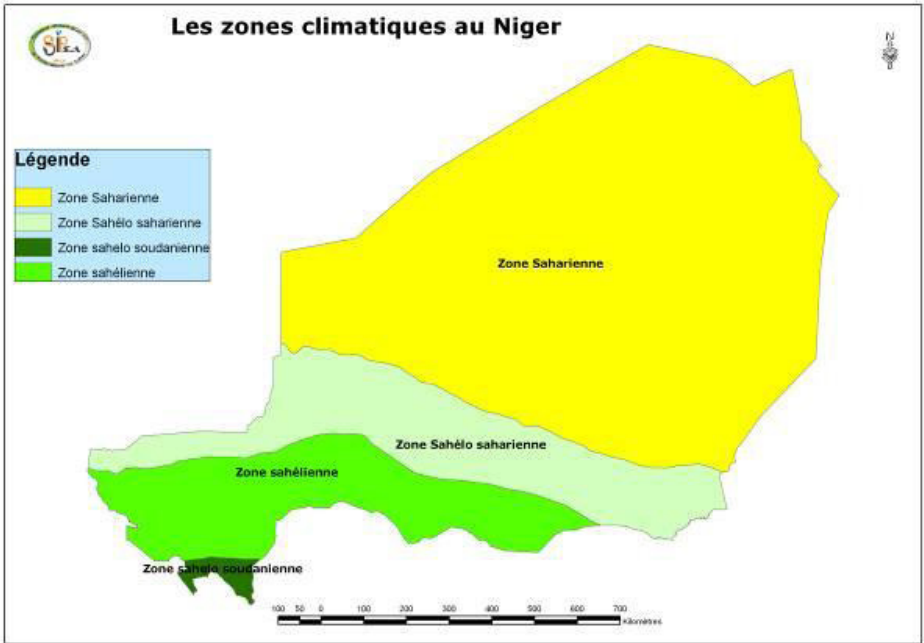 Les zones climatiques au Niger
Légende
Zone Saharienne
Zone Sahélo saharienne
Zone sahelo soudanienne
Zone sahélienne
Zone Saharienne
Zone Sahélo saharienne
Zone sahélienne
Zone sahelo soudanienne
100 50 0 100 200 300 400 500 600 700
Kilomètres